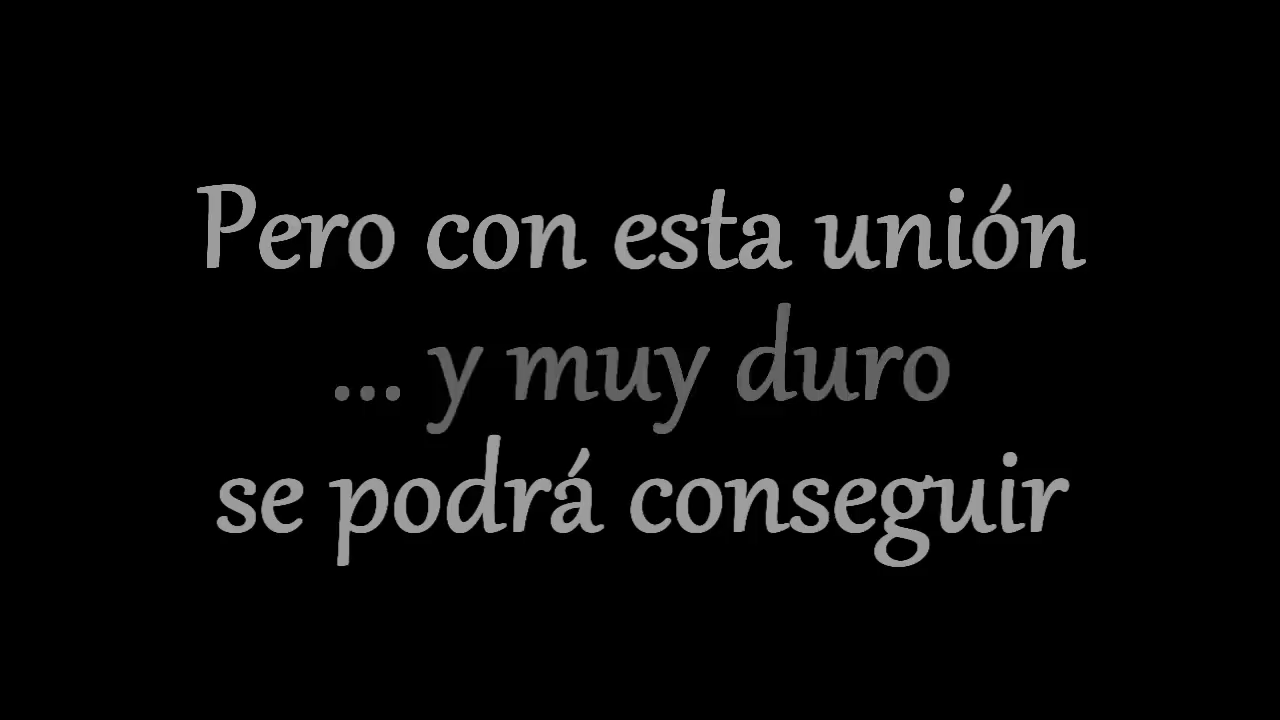 Pero con esta unión
... y muy duro
se podrá conseguir